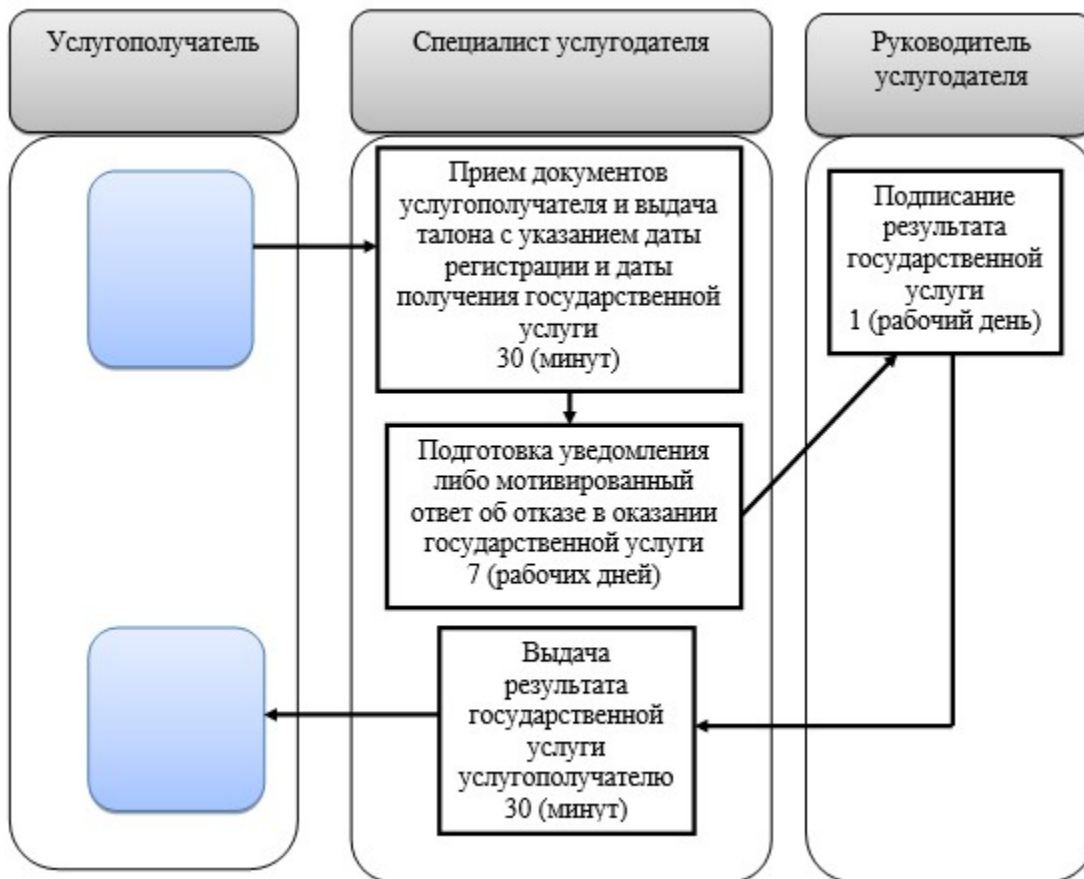 Услугополучатель
Специалист услугодателя
Руководитель
услугодателя
Прием документов
услугополучателя и выдача
талона с указанием даты
регистрации и даты
получения государственной
услуги
30 (минут)
Подписание
результата
государственной
услуги
1 (рабочий день)
Подготовка уведомления
либо мотивированный
ответ об отказе в оказании
государственной услуги
7 (рабочих дней)
Выдача
результата
государственной
услуги
услугополучателю
30 (минут)